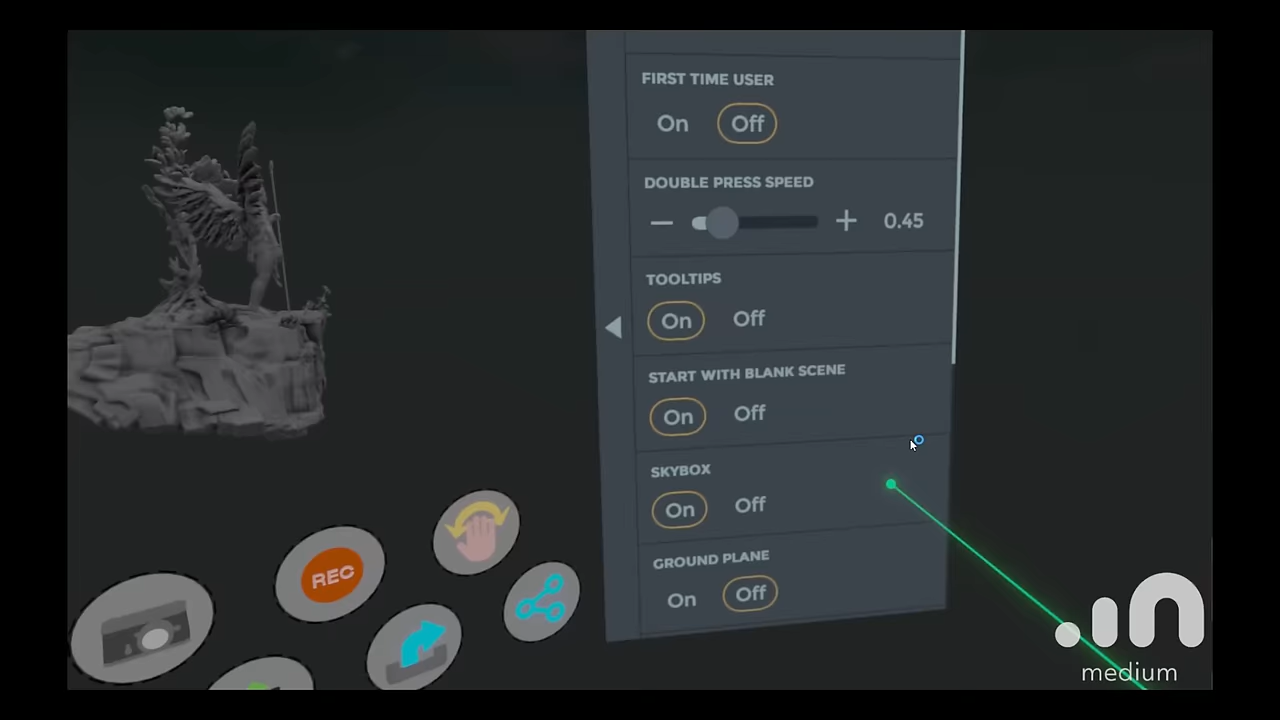 FIRST TIME USER
On Off
DOUBLE PRESS SPEED
0.45
TOOLTIPS
On Off
START WITH BLANK SCENE
On Off
SKYBOX
On Off
GROUND PLANE
On Off
REC
medium